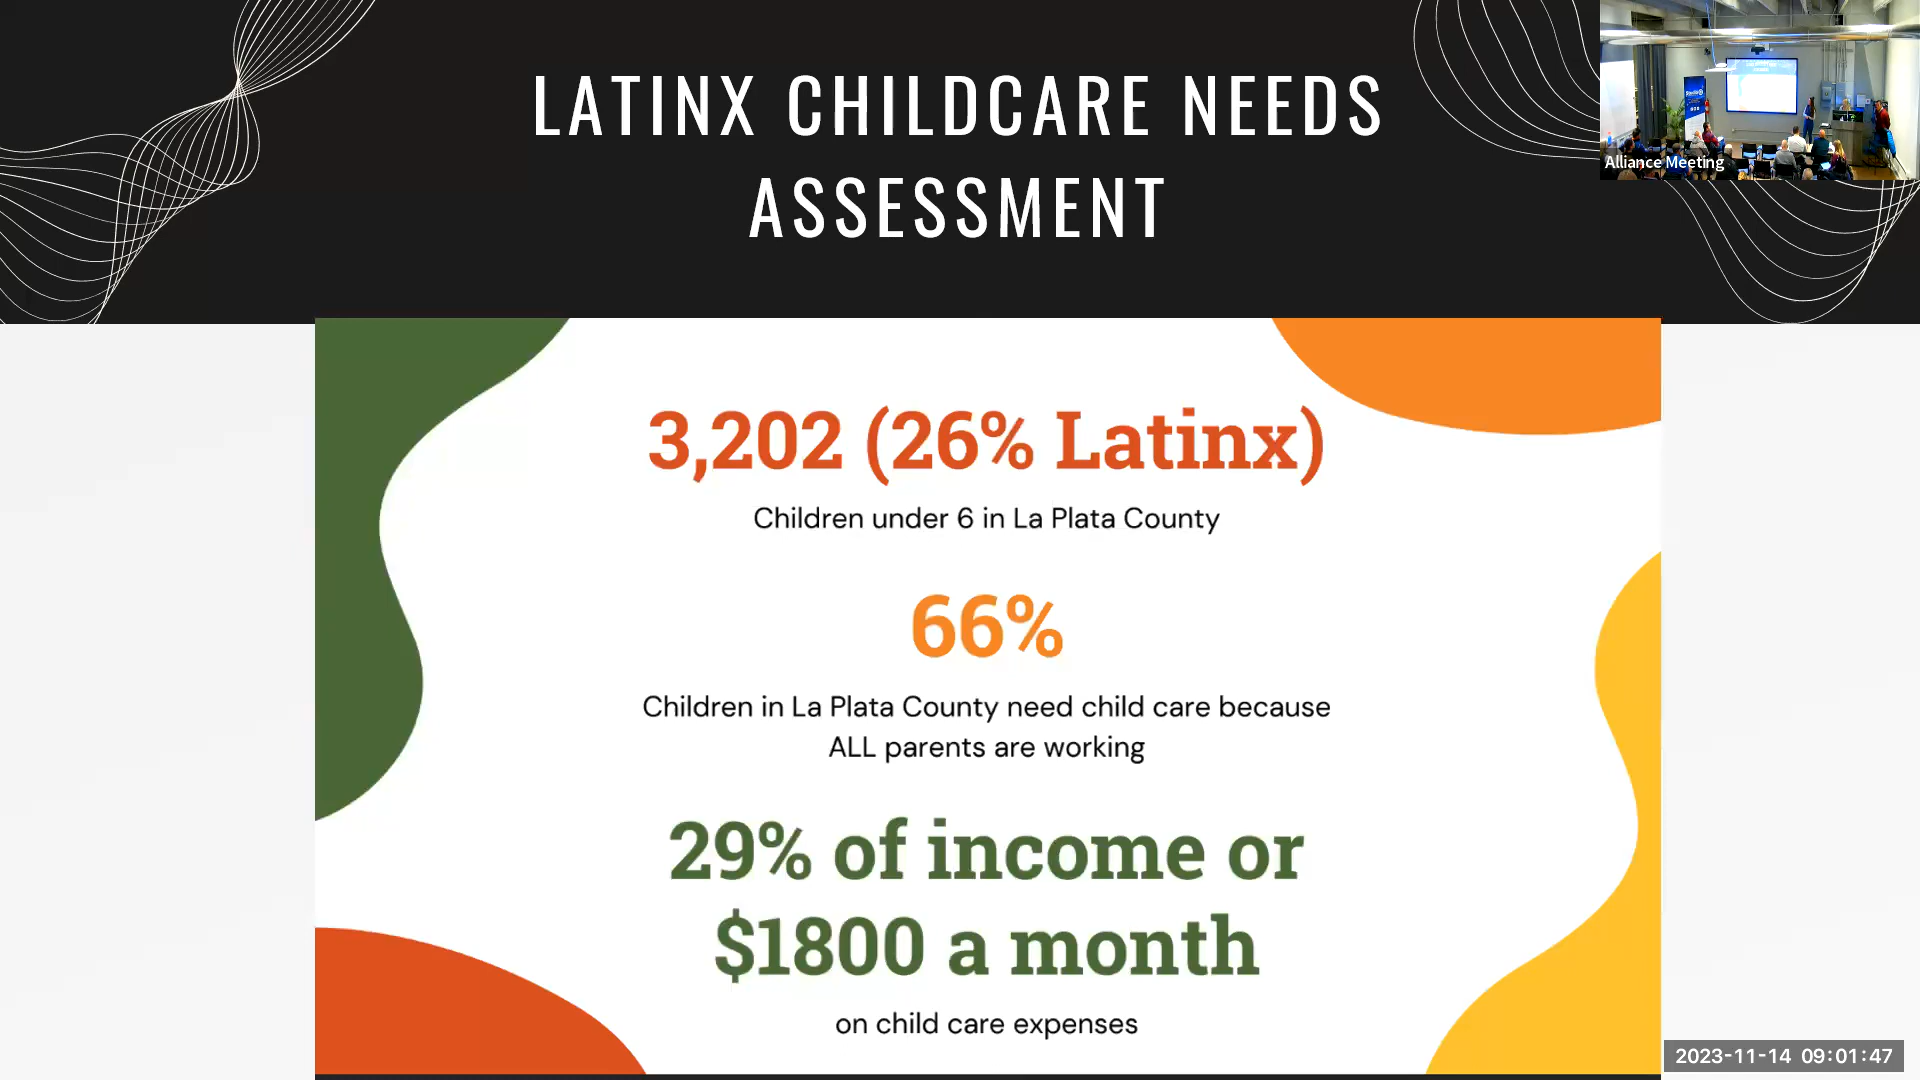 LATINX CHILDCARE NEEDS
ASSESSMENT
Alliance Meeting
3,202 (26% Latinx)
Children under 6 in La Plata County
66%
Children in La Plata County need child care because
ALL parents are working
29% of income or
$1800 a month
on child care expenses
2023-11-14 09:01:47